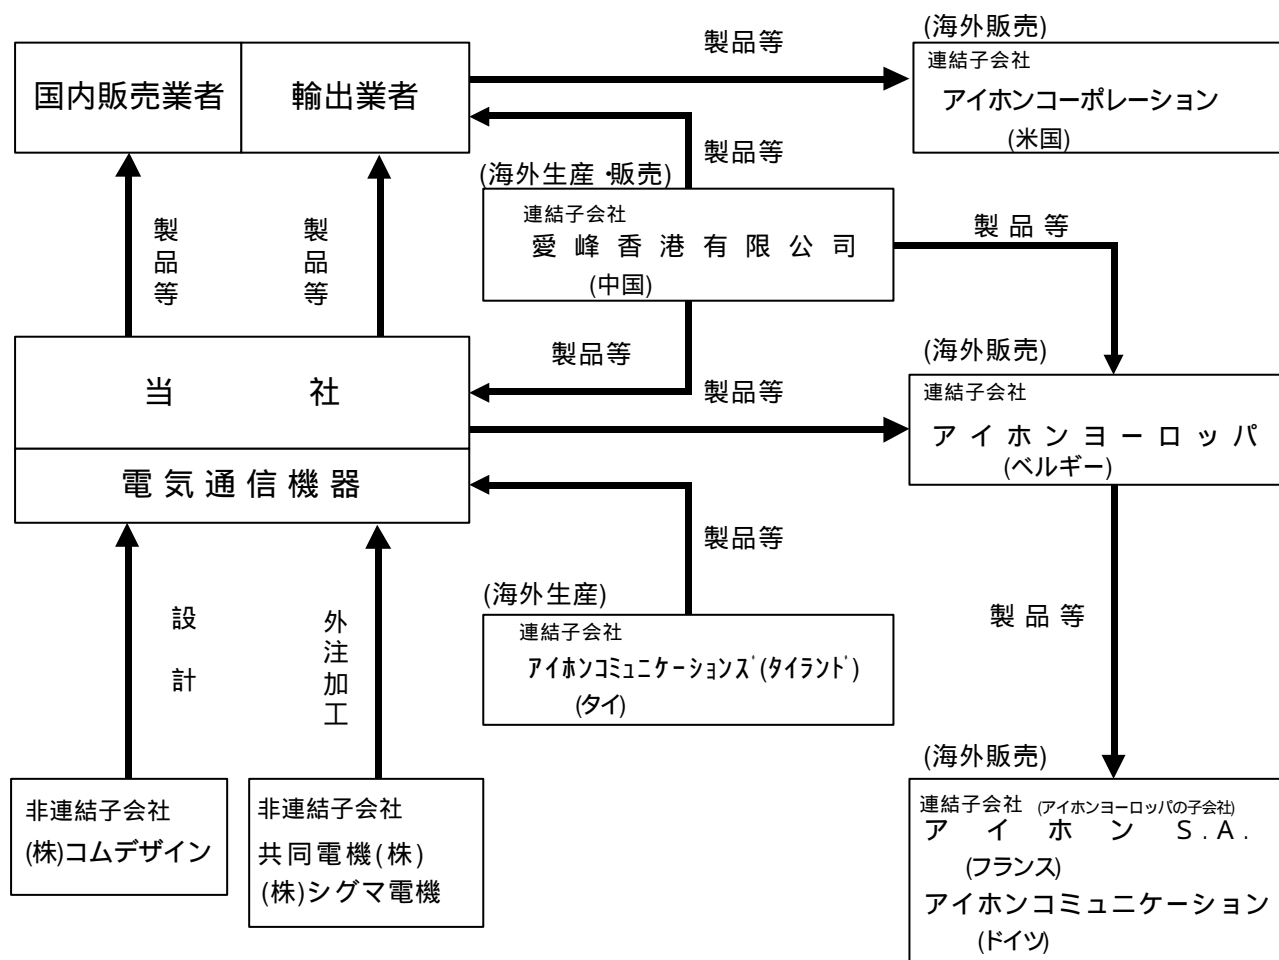 (海外販売)
製品等
連結子会社
アイホンコーポレーション
(米国)
国内販売業者
輸出業者
製品等
(海外生産・販売)
連結子会社
愛峰香港有限公司
(中国)
製品等
製品等
製品等
製品等
(海外販売)
当社
製品等
連結子会社
アイホンヨーロッパ
(ベルギー)
電気通信機器
製品等
(海外生産)
連結子会社
アイホンコミュニケーションズ(タイランド)
(タイ)
製品等
設計
外注加工
(海外販売)
非連結子会社
(株)コムデザイン
非連結子会社
共同電機(株)
(株)シグマ電機
連結子会社 (アイホンヨーロッパの子会社)
アイホン S.A.
(フランス)
アイホンコミュニケーション
(ドイツ)